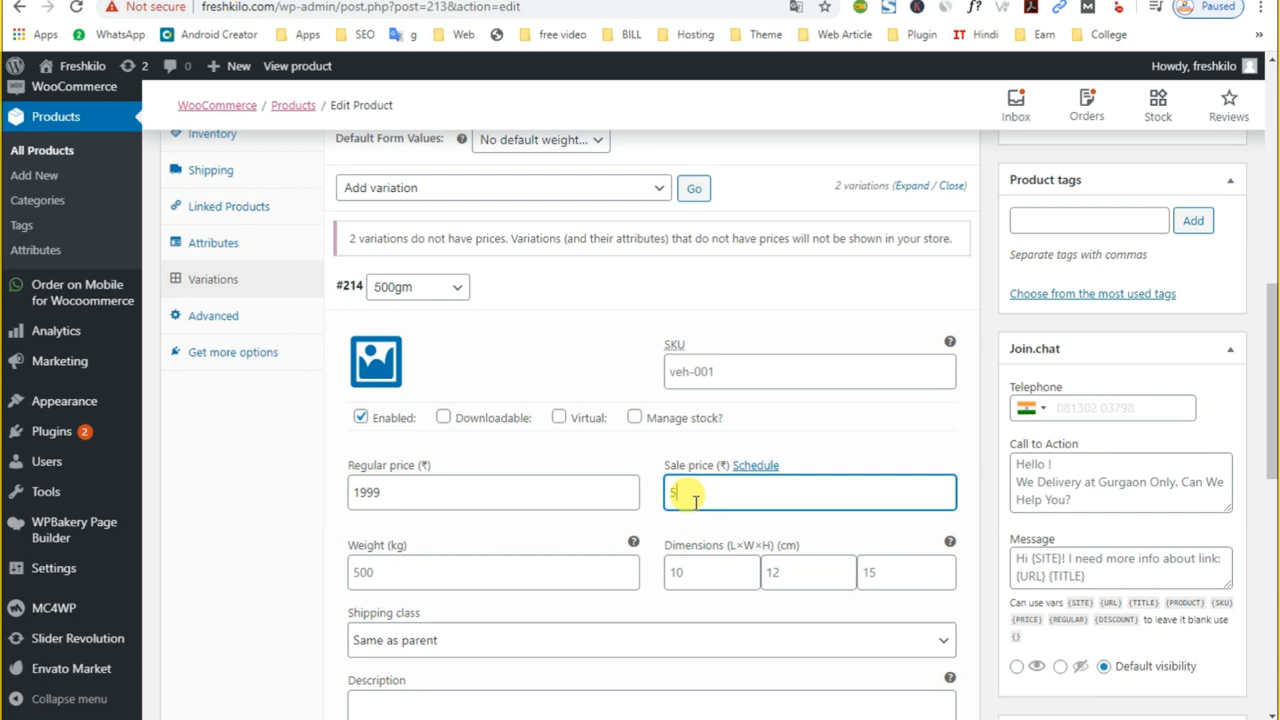 Not secure freshkilo.com/wp-admin/post.php?post=213&action=edit Paused
Apps WhatsApp Android Creator Apps SEO g Web free video BILL Hosting Theme Web Article Plugin IT Hindi Earn College »
Freshkilo 2 0 + New View product Howdy, freshkilo
WooCommerce
Products
All Products
Add New
Categories
Tags
Attributes
Order on Mobile
for Wocoommerce
Analytics
Marketing
Appearance
Plugins 2
Users
Tools
WPBakery Page
Builder
Settings
MC4WP
Slider Revolution
Envato Market
Collapse menu
WooCommerce / Products / Edit Product
Inbox Orders Stock Reviews
Inventory
Shipping
Linked Products
Attributes
Variations
Advanced
Get more options
Default Form Values: ? No default weight...
Add variation Go 2 variations (Expand / Close)
2 variations do not have prices. Variations (and their attributes) that do not have prices will not be shown in your store.
#214 500gm
SKU ?
veh-001
Enabled: Downloadable: Virtual: Manage stock?
Regular price (₹) Sale price (₹) Schedule
1999 5
Weight (kg) ? Dimensions (L×W×H) (cm) ?
500 10 12 15
Shipping class
Same as parent
Description ?
Product tags
Add
Separate tags with commas
Choose from the most used tags
Join.chat
Telephone
081302 03798
Call to Action
Hello !
We Delivery at Gurgaon Only. Can We
Help You?
Message
Hi {SITE}! I need more info about link:
{URL} {TITLE}
Can use vars {SITE} {URL} {TITLE} {PRODUCT} {SKU}
{PRICE} {REGULAR} {DISCOUNT} to leave it blank use
{}
Default visibility